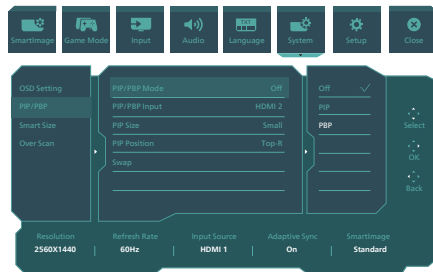 SmartImage
Game Mode
Input
Audio
TXT
Language
System
Setup
Close
OSD Setting
PIP/PBP
Smart Size
Over Scan
PIP/PBP Mode Off
PIP/PBP Input HDMI 2
PIP Size Small
PIP Position Top-R
Swap
Off
PIP
PBP
Select
OK
Back
Resolution Refresh Rate Input Source Adaptive Sync SmartImage
2560X1440 60Hz HDMI 1 On Standard